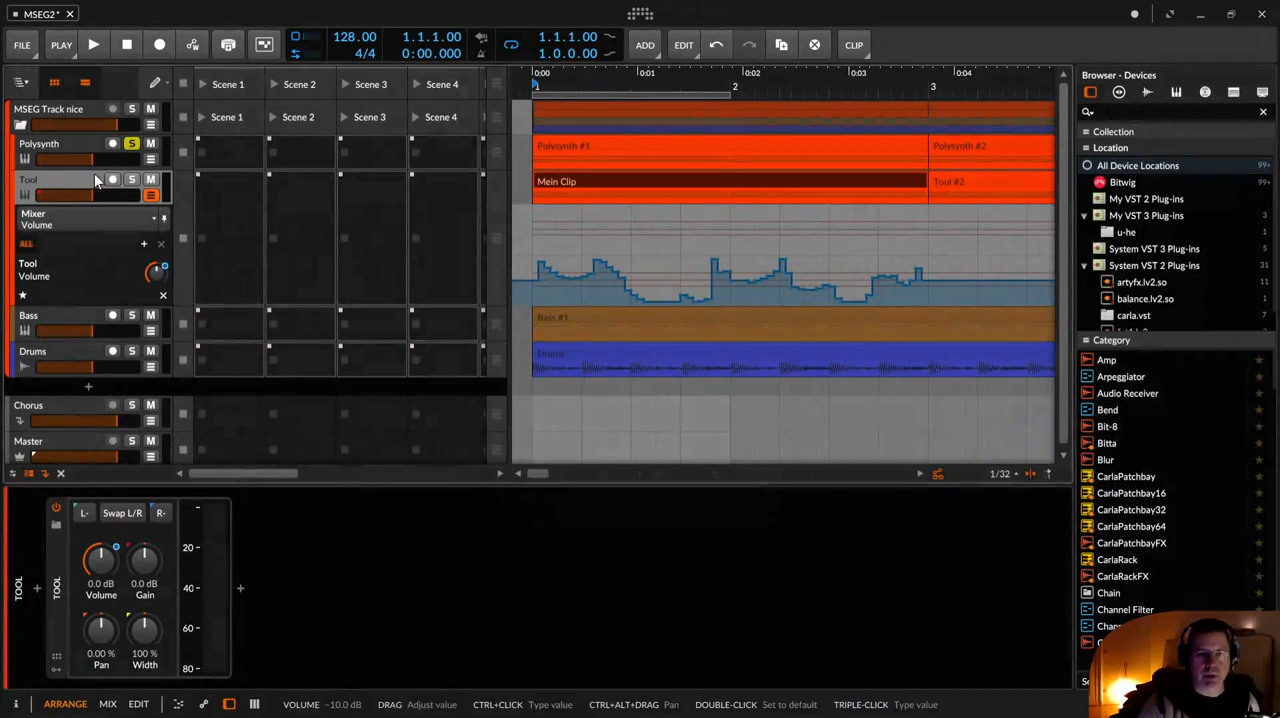 MSEG2*
FILE PLAY 128.00 4/4 1.1.1.00 0:00.000 1.1.1.00 1.0.0.00 ADD EDIT CLIP
Scene 1 Scene 2 Scene 3 Scene 4
0:00 0:01 0:02 0:03 0:04
1 2 3
MSEG Track nice S M
Scene 1 Scene 2 Scene 3 Scene 4
Polysynth S M
Polysynth #1 Polysynth #2
Tool S M
Mein Clip Tool #2
Mixer
Volume
ALL
Tool
Volume
Bass S M
Bass #1
Drums S M
Drums
Chorus S M
Master S M
1/32
Browser - Devices
Collection
Location
All Device Locations 99+
Bitwig 99+
My VST 2 Plug-ins
My VST 3 Plug-ins 3
u-he 1
System VST 3 Plug-ins
System VST 2 Plug-ins 31
artyfx.lv2.so 11
balance.lv2.so 1
carla.vst 7
Category
Amp
Arpeggiator
Audio Receiver
Bend
Bit-8
Bitta
Blur
CarlaPatchbay
CarlaPatchbay16
CarlaPatchbay32
CarlaPatchbay64
CarlaPatchbayFX
CarlaRack
CarlaRackFX
Chain
Channel Filter
TOOL
TOOL
L- Swap L/R R-
0.0 dB 0.0 dB
Volume Gain
0.00 % 100 %
Pan Width
20
40
60
80
ARRANGE MIX EDIT VOLUME −10.0 dB DRAG Adjust value CTRL+CLICK Type value CTRL+ALT+DRAG Pan DOUBLE-CLICK Set to default TRIPLE-CLICK Type value